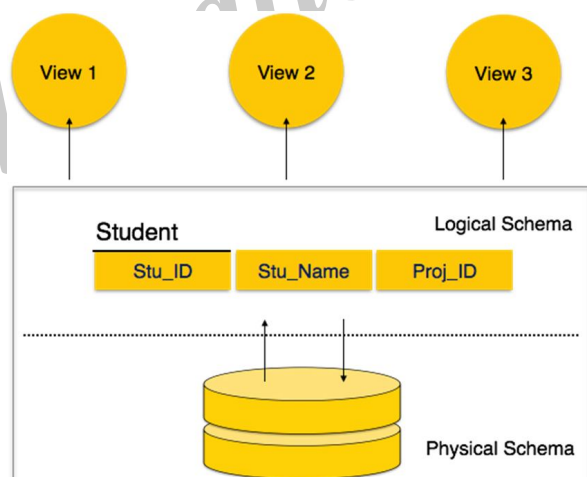 View 1
View 2
View 3
Logical Schema
Student
Stu_ID
Stu_Name
Proj_ID
Physical Schema